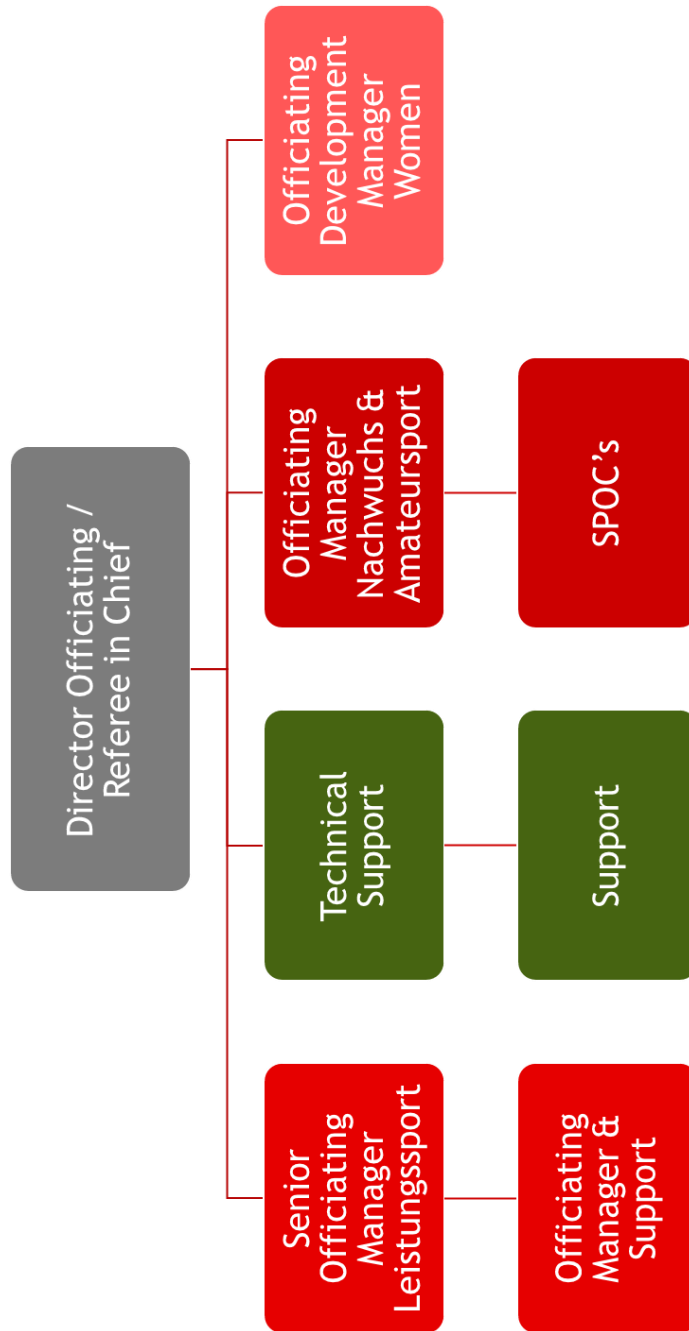 Director Officiating /
Referee in Chief
Senior
Officiating
Manager
Leistungssport
Technical
Support
Officiating
Manager
Nachwuchs &
Amateursport
Officiating
Development
Manager
Women
Officiating
Manager &
Support
Support
SPOC's